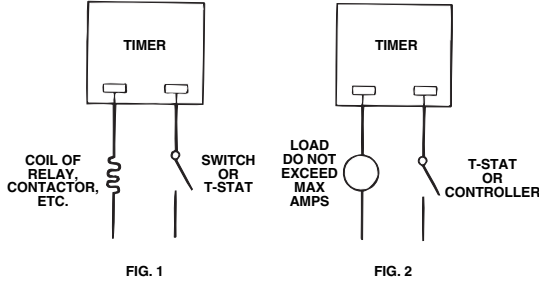 TIMER
COIL OF
RELAY,
CONTACTOR,
ETC.
SWITCH
OR
T-STAT
FIG. 1
TIMER
LOAD
DO NOT
EXCEED
MAX
AMPS
T-STAT
OR
CONTROLLER
FIG. 2